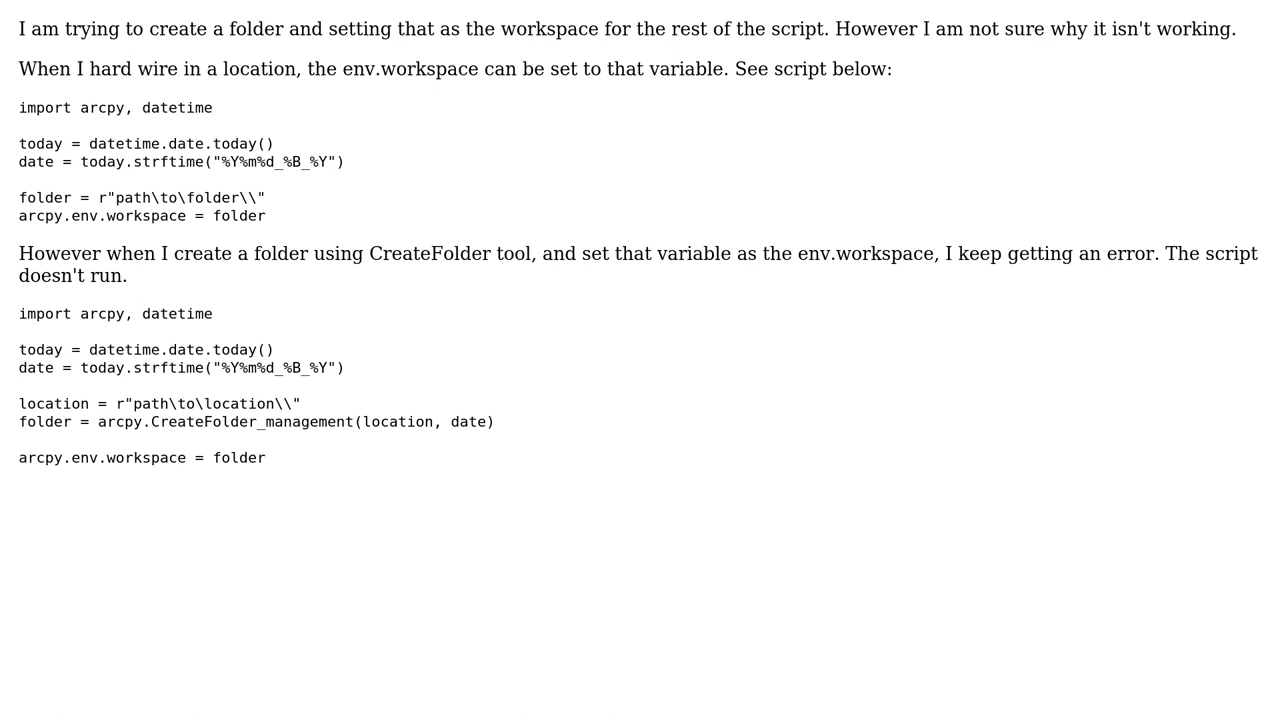 I am trying to create a folder and setting that as the workspace for the rest of the script. However I am not sure why it isn't working.
When I hard wire in a location, the env.workspace can be set to that variable. See script below:
import arcpy, datetime
today = datetime.date.today()
date = today.strftime("%Y%m%d_%B_%Y")
folder = r"path\to\folder\\"
arcpy.env.workspace = folder
However when I create a folder using CreateFolder tool, and set that variable as the env.workspace, I keep getting an error. The script
doesn't run.
import arcpy, datetime
today = datetime.date.today()
date = today.strftime("%Y%m%d_%B_%Y")
location = r"path\to\location\\"
folder = arcpy.CreateFolder_management(location, date)
arcpy.env.workspace = folder